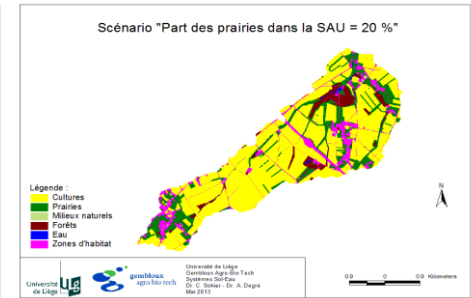 Scénario "Part des prairies dans la SAU = 20 %"
Légende :
Cultures
Prairies
Milieux naturels
Forêts
Eau
Zones d'habitat
N
Université de Liège
ULg
gembloux
agro-bio tech
Université de Liège
Gembloux Agro-Bio Tech
Systèmes Sol-Eau
Dr. C. Sohier - Dr. A. Degré
Mai 2013
0.9 0 0.9 Kilometers